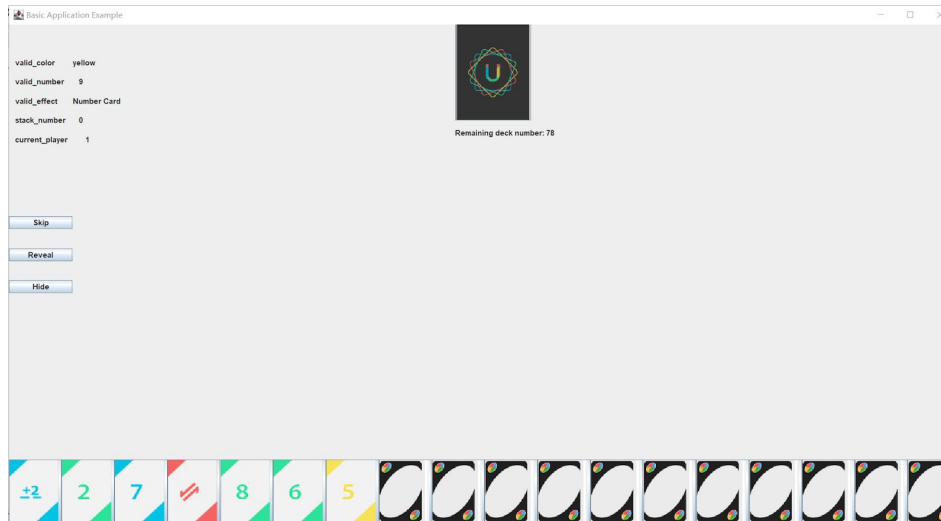 Basic Application Example
valid_color yellow
valid_number 9
valid_effect Number Card
stack_number 0
current_player 1
U
Remaining deck number: 78
Skip
Reveal
Hide
+2 2 7 8 6 5